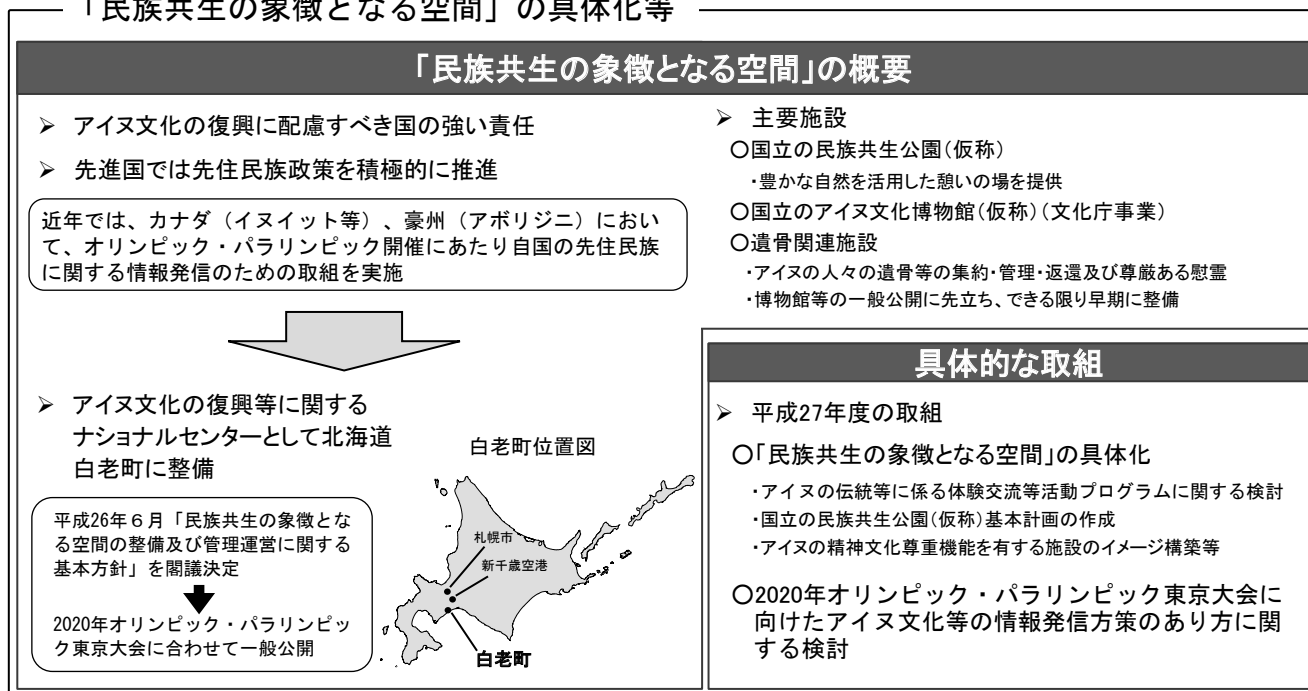 「民族共生の象徴となる空間」の具体化等
「民族共生の象徴となる空間」の概要
➢ アイヌ文化の復興に配慮すべき国の強い責任
➢ 先進国では先住民族政策を積極的に推進
近年では、カナダ（イヌイット等）、豪州（アボリジニ）におい
て、オリンピック・パラリンピック開催にあたり自国の先住民族
に関する情報発信のための取組を実施
➢ アイヌ文化の復興等に関する
ナショナルセンターとして北海道
白老町に整備
平成26年６月「民族共生の象徴とな
る空間の整備及び管理運営に関する
基本方針」を閣議決定
2020年オリンピック・パラリンピッ
ク東京大会に合わせて一般公開
白老町位置図
札幌市
新千歳空港
白老町
➢ 主要施設
○国立の民族共生公園（仮称）
・豊かな自然を活用した憩いの場を提供
○国立のアイヌ文化博物館（仮称）（文化庁事業）
○遺骨関連施設
・アイヌの人々の遺骨等の集約・管理・返還及び尊厳ある慰霊
・博物館等の一般公開に先立ち、できる限り早期に整備
具体的な取組
➢ 平成27年度の取組
○「民族共生の象徴となる空間」の具体化
・アイヌの伝統等に係る体験交流等活動プログラムに関する検討
・国立の民族共生公園（仮称）基本計画の作成
・アイヌの精神文化尊重機能を有する施設のイメージ構築等
○2020年オリンピック・パラリンピック東京大会に
向けたアイヌ文化等の情報発信方策のあり方に関
する検討